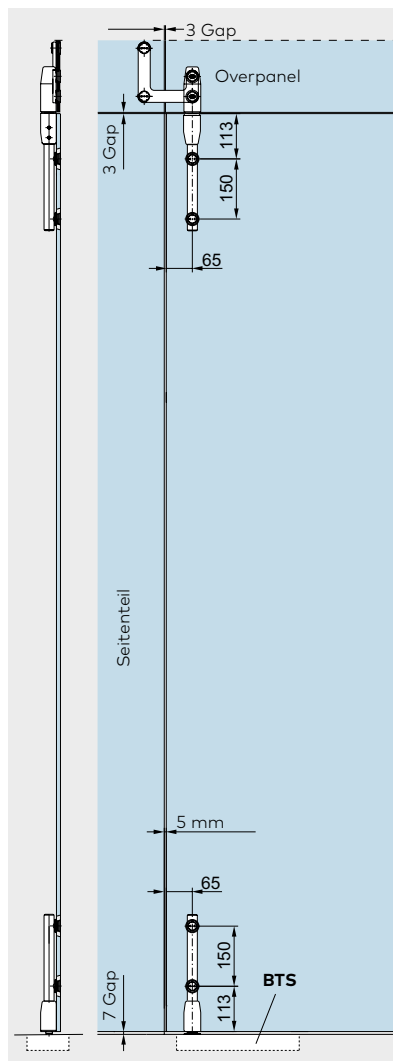 3 Gap
Overpanel
3 Gap
113
150
65
Seitenteil
5 mm
65
150
BTS
7 Gap
113